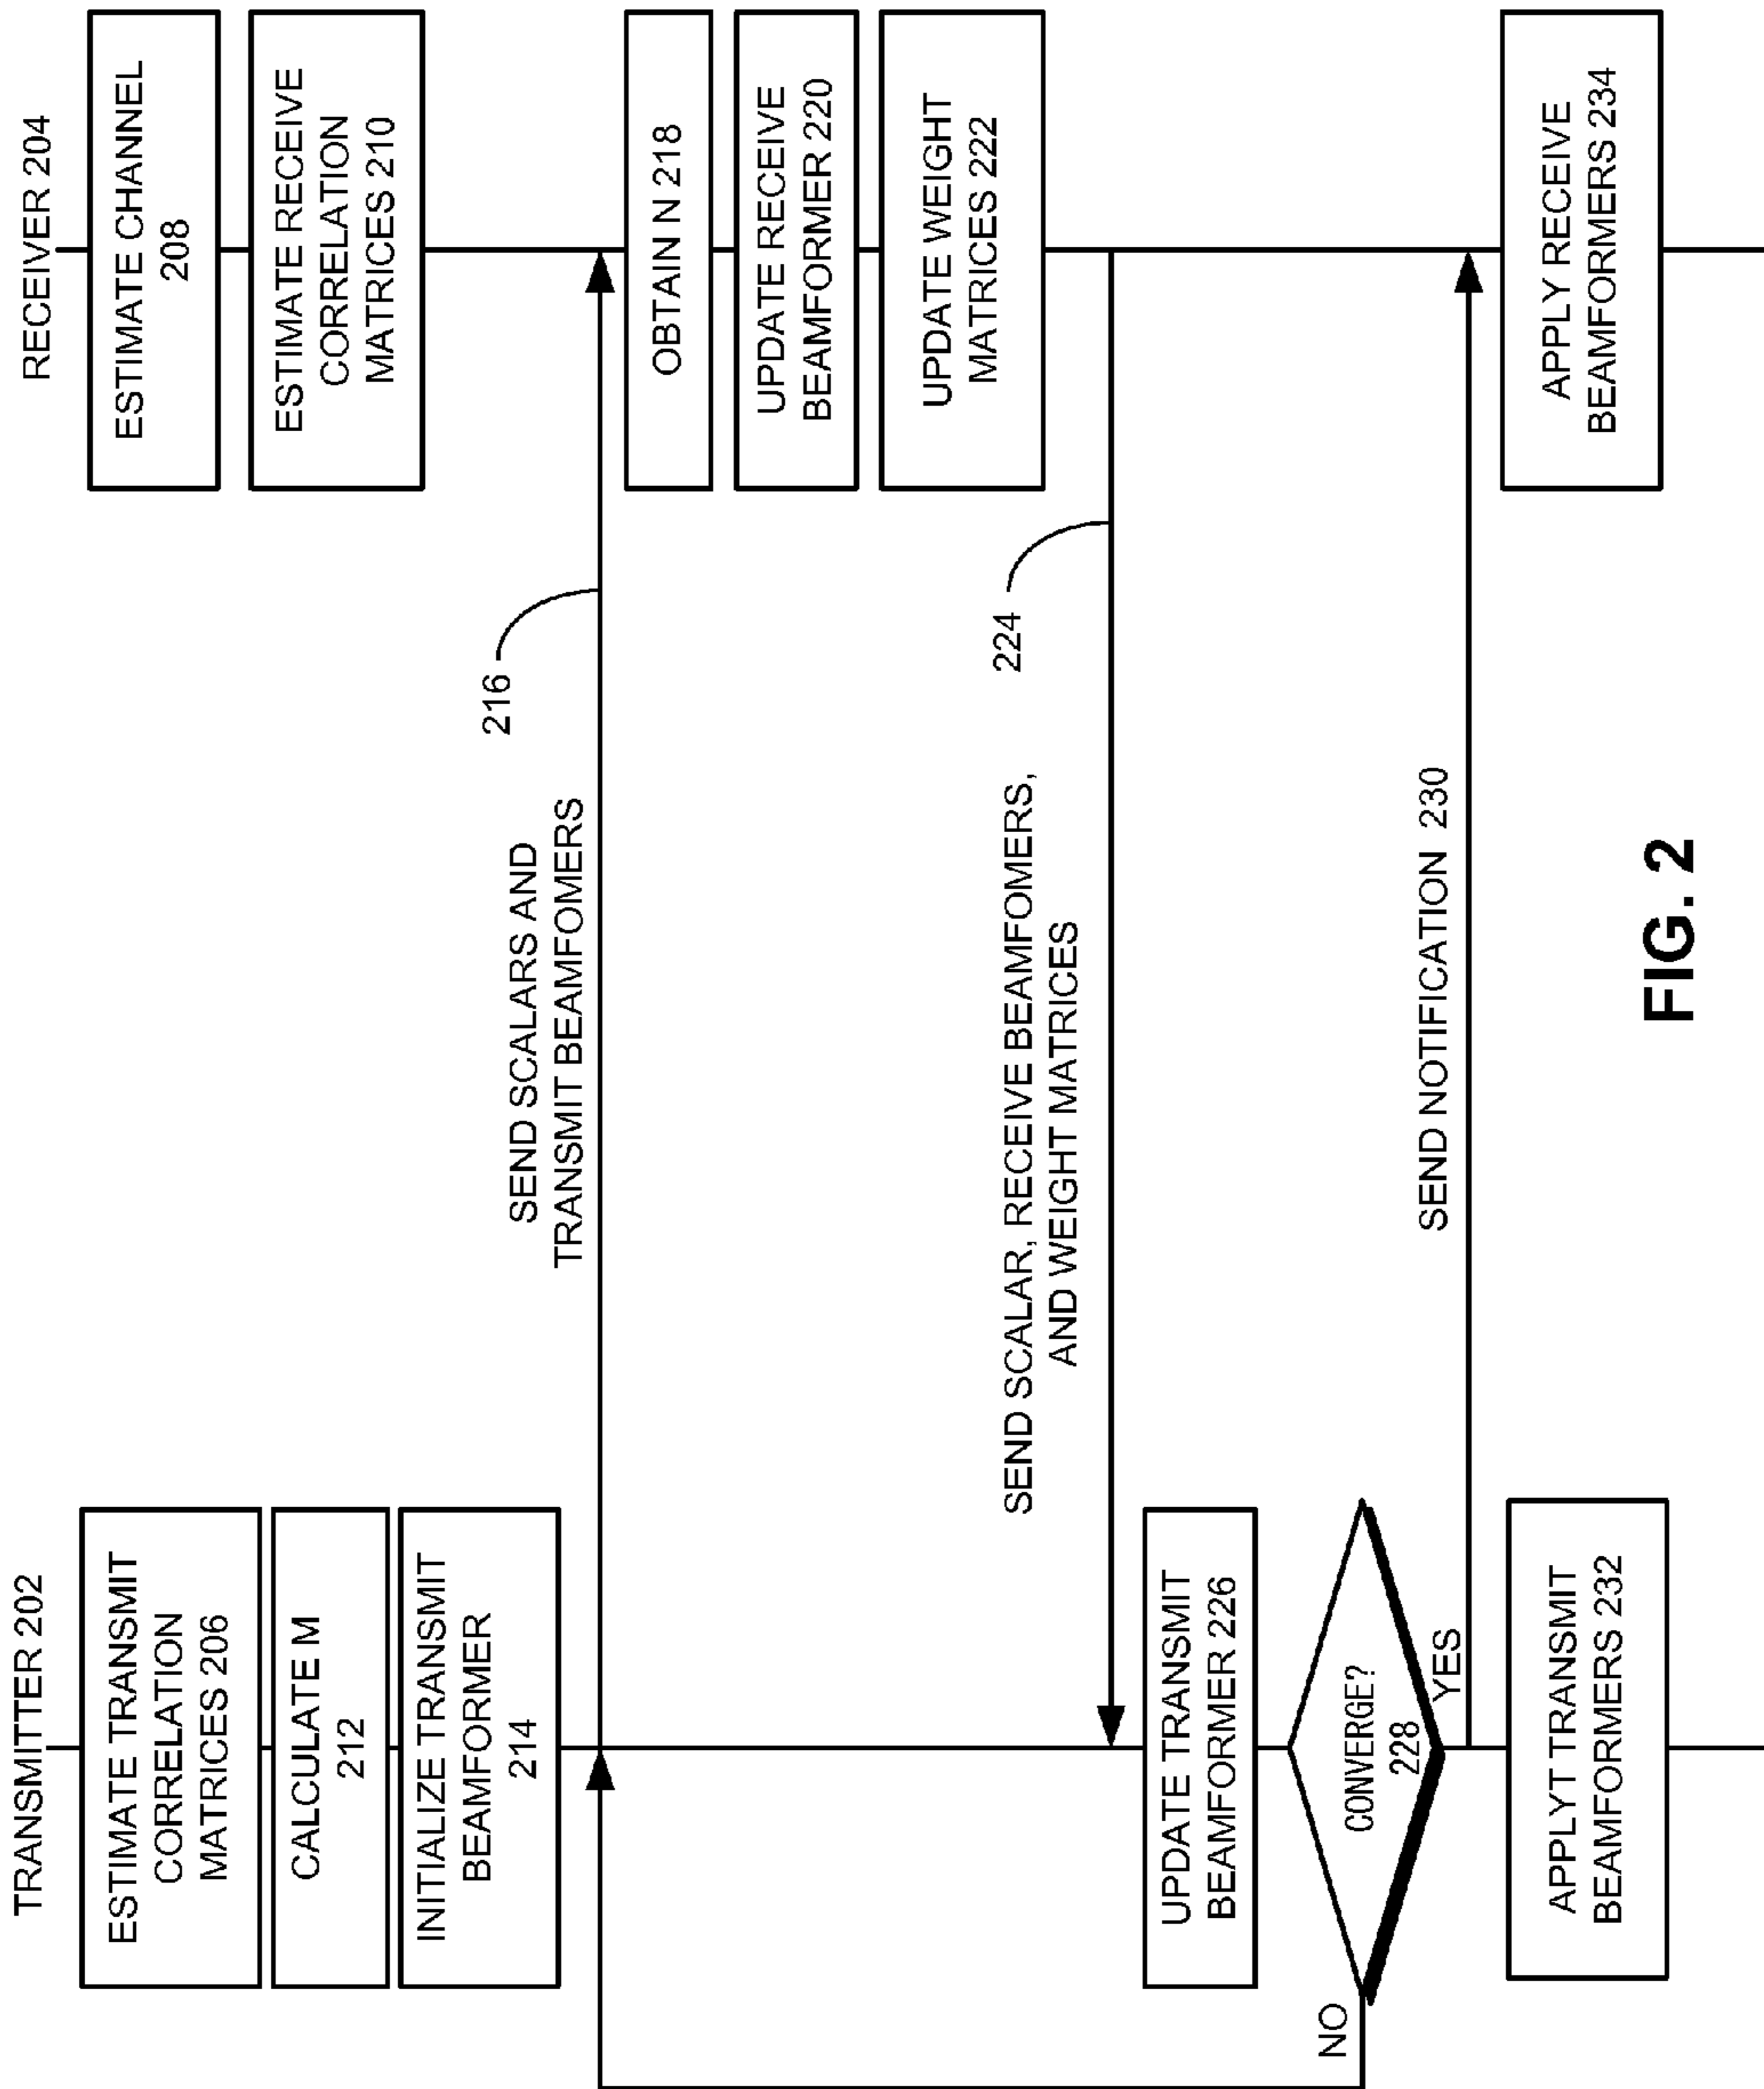 TRANSMITTER 202
RECEIVER 204
ESTIMATE TRANSMIT
CORRELATION
MATRICES 206
ESTIMATE CHANNEL
208
CALCULATE M
212
ESTIMATE RECEIVE
CORRELATION
MATRICES 210
INITIALIZE TRANSMIT
BEAMFORMER
214
SEND SCALARS AND
TRANSMIT BEAMFOMERS
216
OBTAIN N 218
UPDATE RECEIVE
BEAMFORMER 220
UPDATE WEIGHT
MATRICES 222
SEND SCALAR, RECEIVE BEAMFOMERS,
AND WEIGHT MATRICES
224
UPDATE TRANSMIT
BEAMFORMER 226
CONVERGE?
228
NO
YES
SEND NOTIFICATION 230
APPLYT TRANSMIT
BEAMFORMERS 232
APPLY RECEIVE
BEAMFORMERS 234
FIG. 2